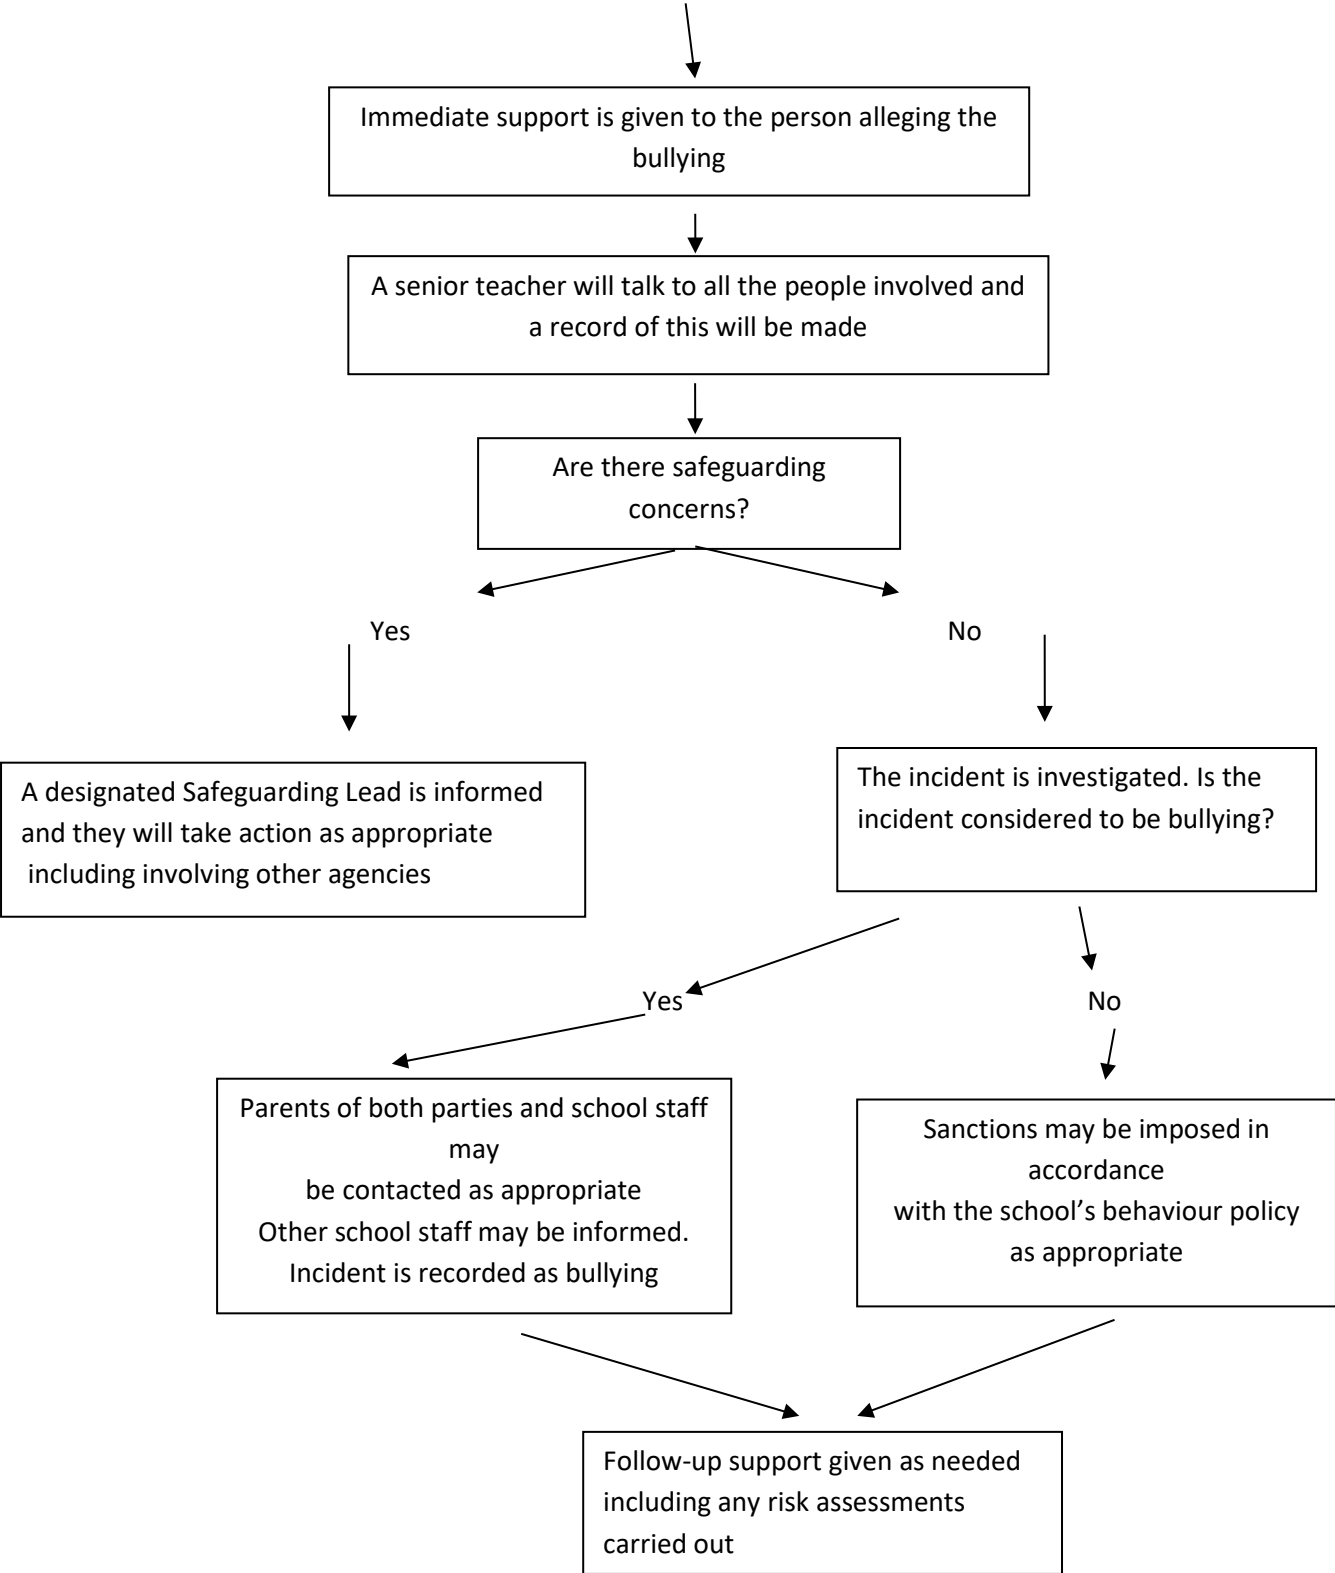 Immediate support is given to the person alleging the
bullying
A senior teacher will talk to all the people involved and
a record of this will be made
Are there safeguarding
concerns?
Yes
No
A designated Safeguarding Lead is informed
and they will take action as appropriate
including involving other agencies
The incident is investigated. Is the
incident considered to be bullying?
Yes
No
Parents of both parties and school staff
may
be contacted as appropriate
Other school staff may be informed.
Incident is recorded as bullying
Sanctions may be imposed in
accordance
with the school’s behaviour policy
as appropriate
Follow-up support given as needed
including any risk assessments
carried out